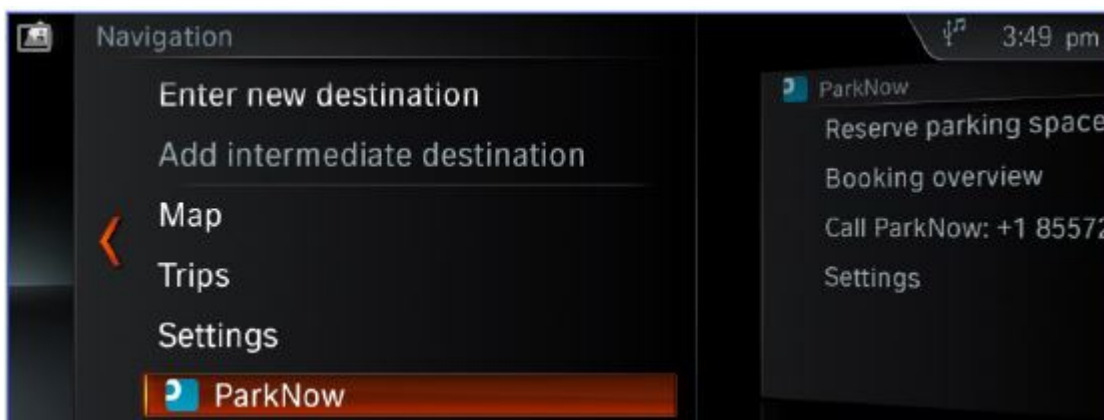 Navigation
3:49 pm
Enter new destination
Add intermediate destination
Map
Trips
Settings
ParkNow
ParkNow
Reserve parking space
Booking overview
Call ParkNow: +1 85572
Settings